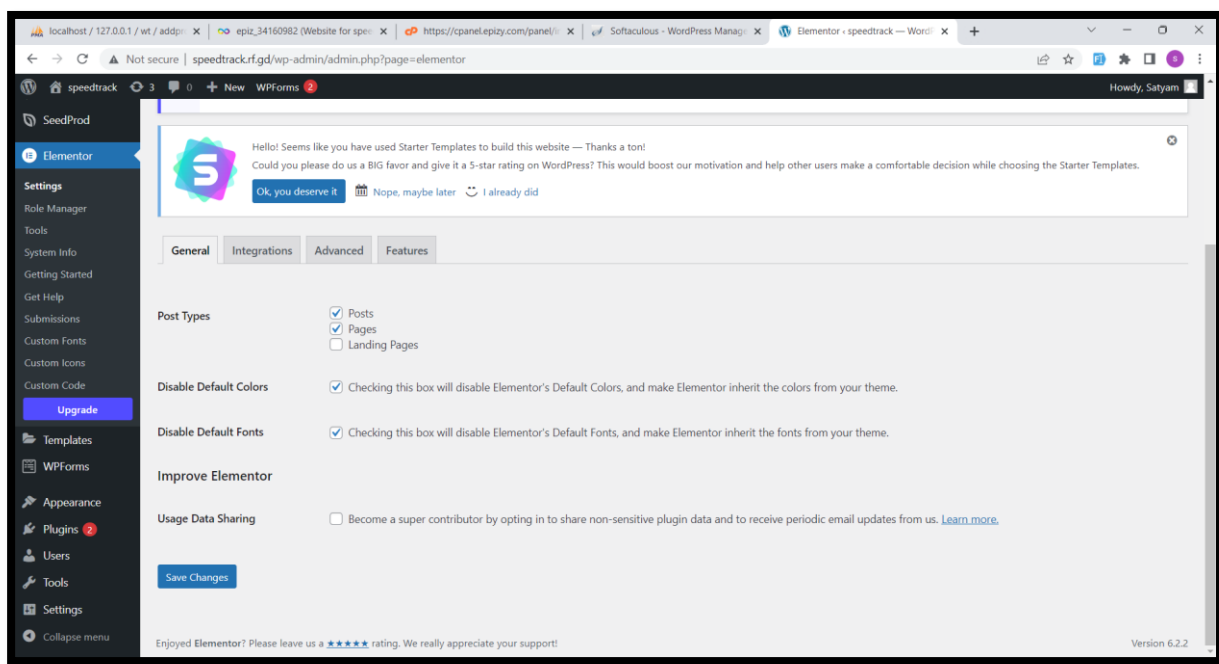 localhost / 127.0.0.1 / wt / addpr
epiz_34160982 (Website for spee
https://cpanel.epizy.com/panel/i
Softaculous - WordPress Manage
Elementor ‹ speedtrack — WordP
Not secure | speedtrack.rf.gd/wp-admin/admin.php?page=elementor
S
speedtrack 3 0 + New WPForms 2
Howdy, Satyam
SeedProd
Elementor
Settings
Role Manager
Tools
System Info
Getting Started
Get Help
Submissions
Custom Fonts
Custom Icons
Custom Code
Upgrade
Templates
WPForms
Appearance
Plugins 2
Users
Tools
Settings
Collapse menu
Hello! Seems like you have used Starter Templates to build this website — Thanks a ton!
Could you please do us a BIG favor and give it a 5-star rating on WordPress? This would boost our motivation and help other users make a comfortable decision while choosing the Starter Templates.
Ok, you deserve it Nope, maybe later I already did
General Integrations Advanced Features
Post Types
Posts
Pages
Landing Pages
Disable Default Colors
Checking this box will disable Elementor's Default Colors, and make Elementor inherit the colors from your theme.
Disable Default Fonts
Checking this box will disable Elementor's Default Fonts, and make Elementor inherit the fonts from your theme.
Improve Elementor
Usage Data Sharing
Become a super contributor by opting in to share non-sensitive plugin data and to receive periodic email updates from us. Learn more.
Save Changes
Enjoyed Elementor? Please leave us a ★★★★★ rating. We really appreciate your support!
Version 6.2.2